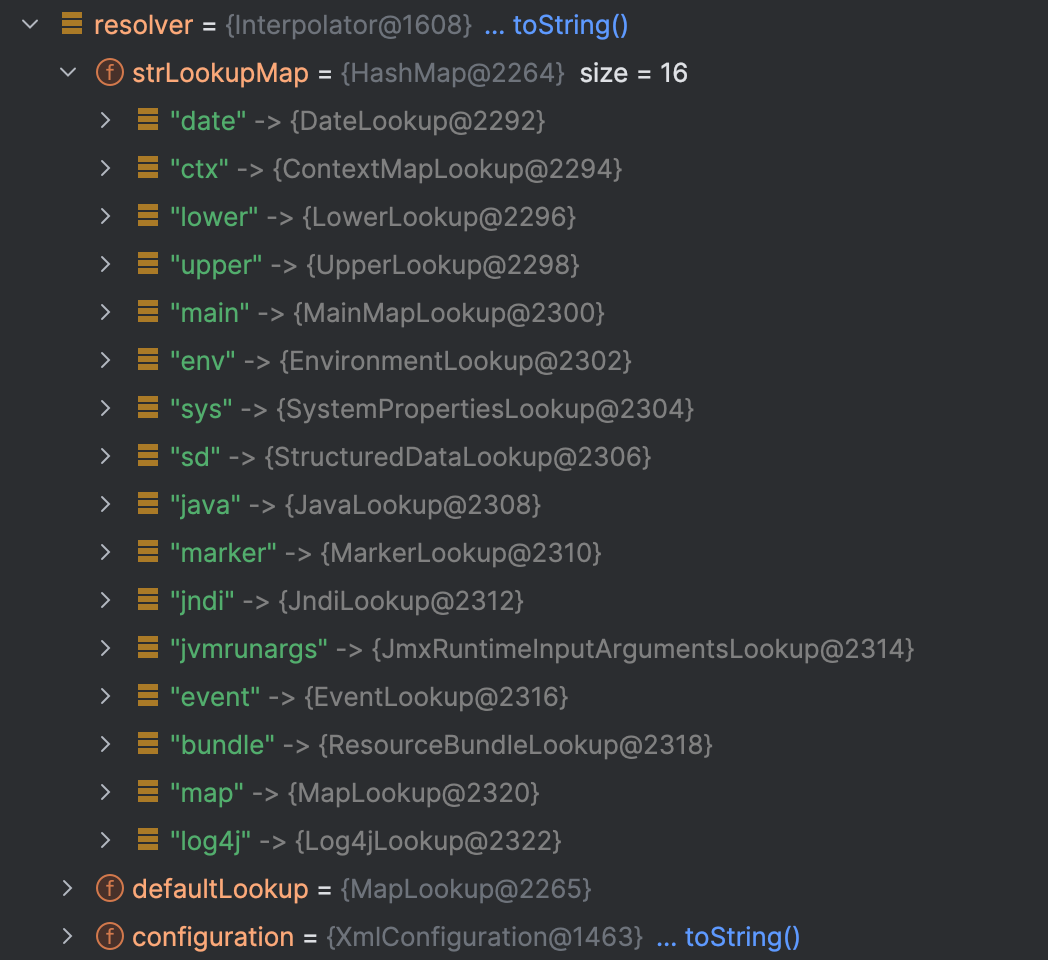 resolver = {Interpolator@1608} ... toString()
f strLookupMap = {HashMap@2264} size = 16
"date" -> {DateLookup@2292}
"ctx" -> {ContextMapLookup@2294}
"lower" -> {LowerLookup@2296}
"upper" -> {UpperLookup@2298}
"main" -> {MainMapLookup@2300}
"env" -> {EnvironmentLookup@2302}
"sys" -> {SystemPropertiesLookup@2304}
"sd" -> {StructuredDataLookup@2306}
"java" -> {JavaLookup@2308}
"marker" -> {MarkerLookup@2310}
"jndi" -> {JndiLookup@2312}
"jvmrunargs" -> {JmxRuntimeInputArgumentsLookup@2314}
"event" -> {EventLookup@2316}
"bundle" -> {ResourceBundleLookup@2318}
"map" -> {MapLookup@2320}
"log4j" -> {Log4jLookup@2322}
f defaultLookup = {MapLookup@2265}
f configuration = {XmlConfiguration@1463} ... toString()